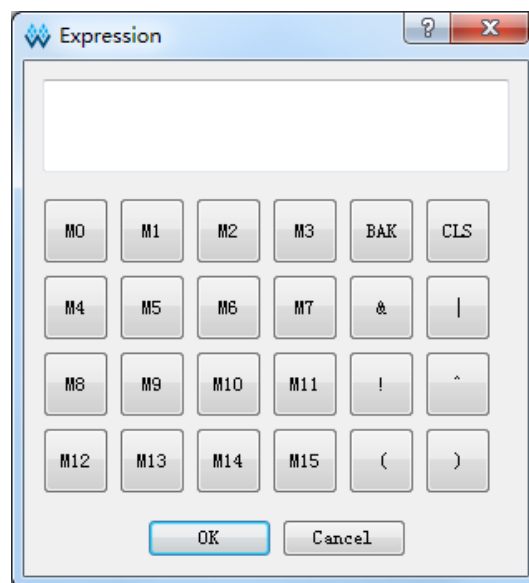 Expression
M0 M1 M2 M3 BAK CLS
M4 M5 M6 M7 & |
M8 M9 M10 M11 ! ^
M12 M13 M14 M15 ( )
OK Cancel